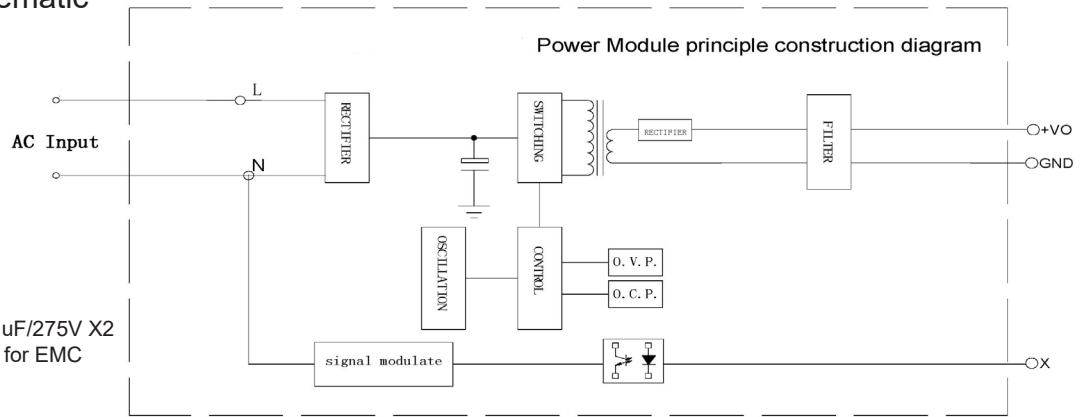 ematic
Power Module principle construction diagram
L
RECTIFIER
SWITCHING
RECTIFIER
FILTER
+VO
AC Input
N
GND
OSCILLATION
CONTROL
O.V.P.
O.C.P.
uF/275V X2
for EMC
signal modulate
X